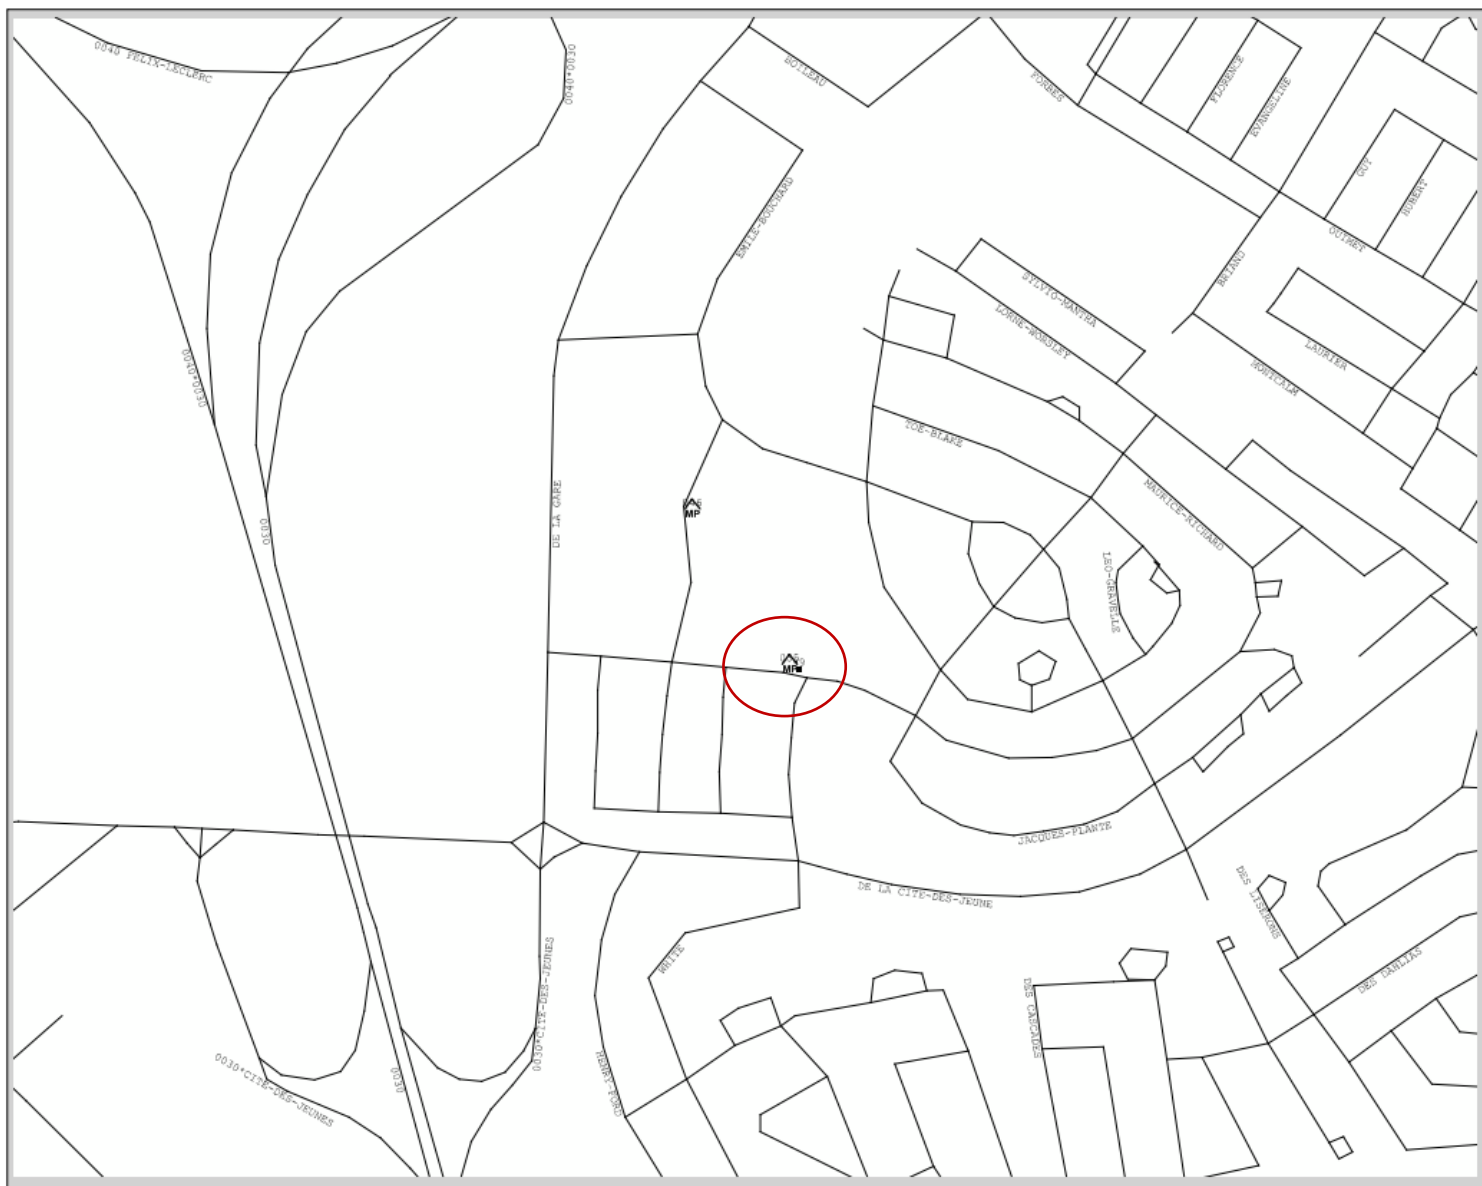 0040 FELIX-LECLERC
0040*0030
BOILEAU
FORBES
FLORENCE
EVANGELINE
GUY
HUBERT
EMILE-BOUCHARD
OUIMET
BRIAND
SYLVIO-MANTHA
LORNE-WORSLEY
LAURIER
MONTCALM
0040*0030
TOE-BLAKE
MAURICE-RICHARD
DE LA GARE
MP
0030
LEO-GRAVELLE
MP
JACQUES-PLANTE
DE LA CITE-DES-JEUNE
DES LISERONS
WHITE
0030*CITE-DES-JEUNES
DES DAHLIAS
DES CASCADES
0030*CITE-DES-JEUNES
0030
HENRY-FORD